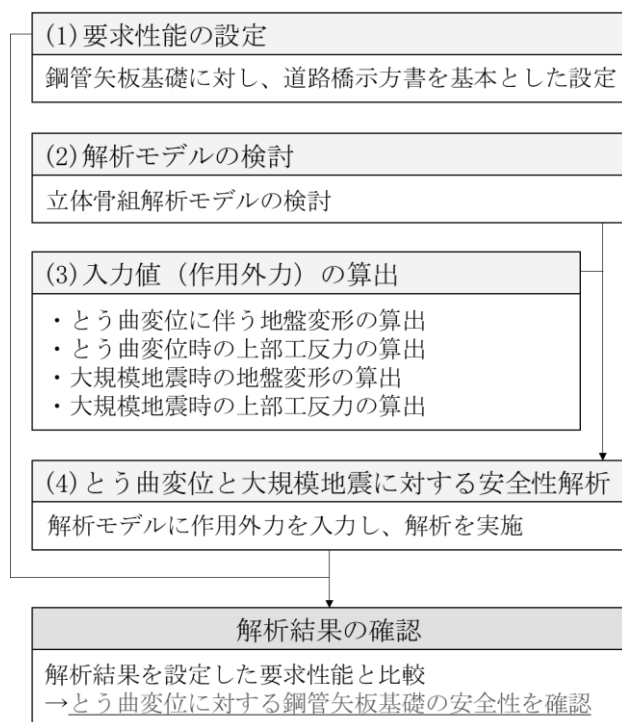 (1)要求性能の設定
鋼管矢板基礎に対し、道路橋示方書を基本とした設定
(2)解析モデルの検討
立体骨組解析モデルの検討
(3)入力値（作用外力）の算出
・とう曲変位に伴う地盤変形の算出
・とう曲変位時の上部工反力の算出
・大規模地震時の地盤変形の算出
・大規模地震時の上部工反力の算出
(4)とう曲変位と大規模地震に対する安全性解析
解析モデルに作用外力を入力し、解析を実施
解析結果の確認
解析結果を設定した要求性能と比較
→とう曲変位に対する鋼管矢板基礎の安全性を確認